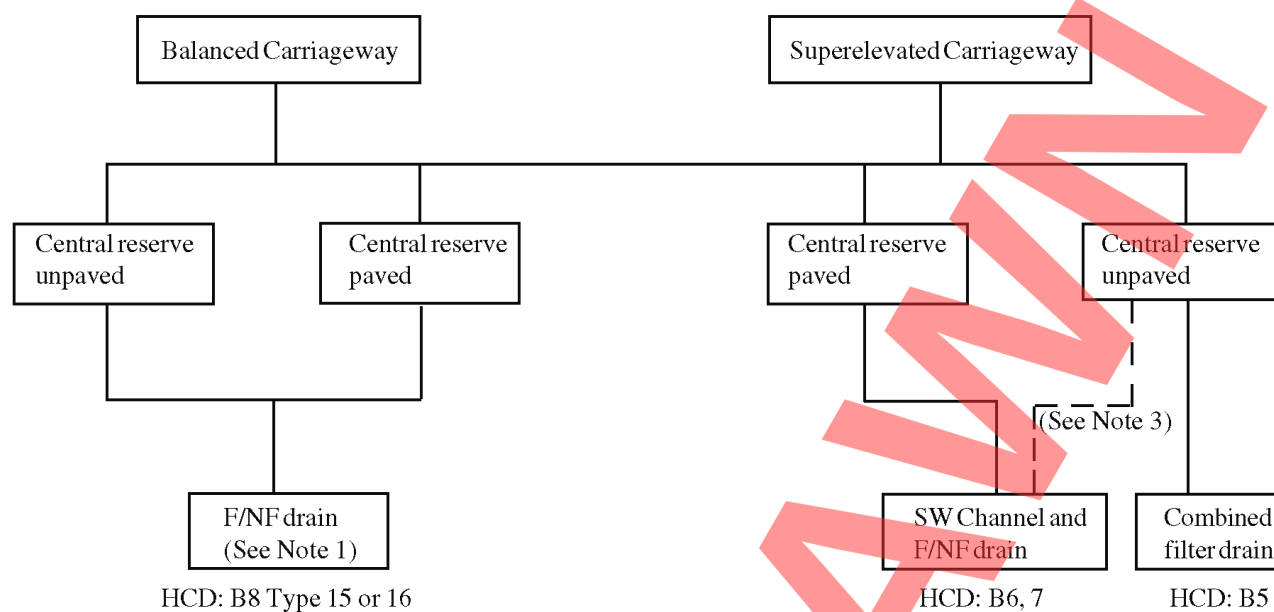 Balanced Carriageway
Superelevated Carriageway
Central reserve
unpaved
Central reserve
paved
Central reserve
paved
Central reserve
unpaved
(See Note 3)
F/NF drain
(See Note 1)
SW Channel and
F/NF drain
Combined
filter drain
HCD: B8 Type 15 or 16
HCD: B6, 7
HCD: B5
AWN